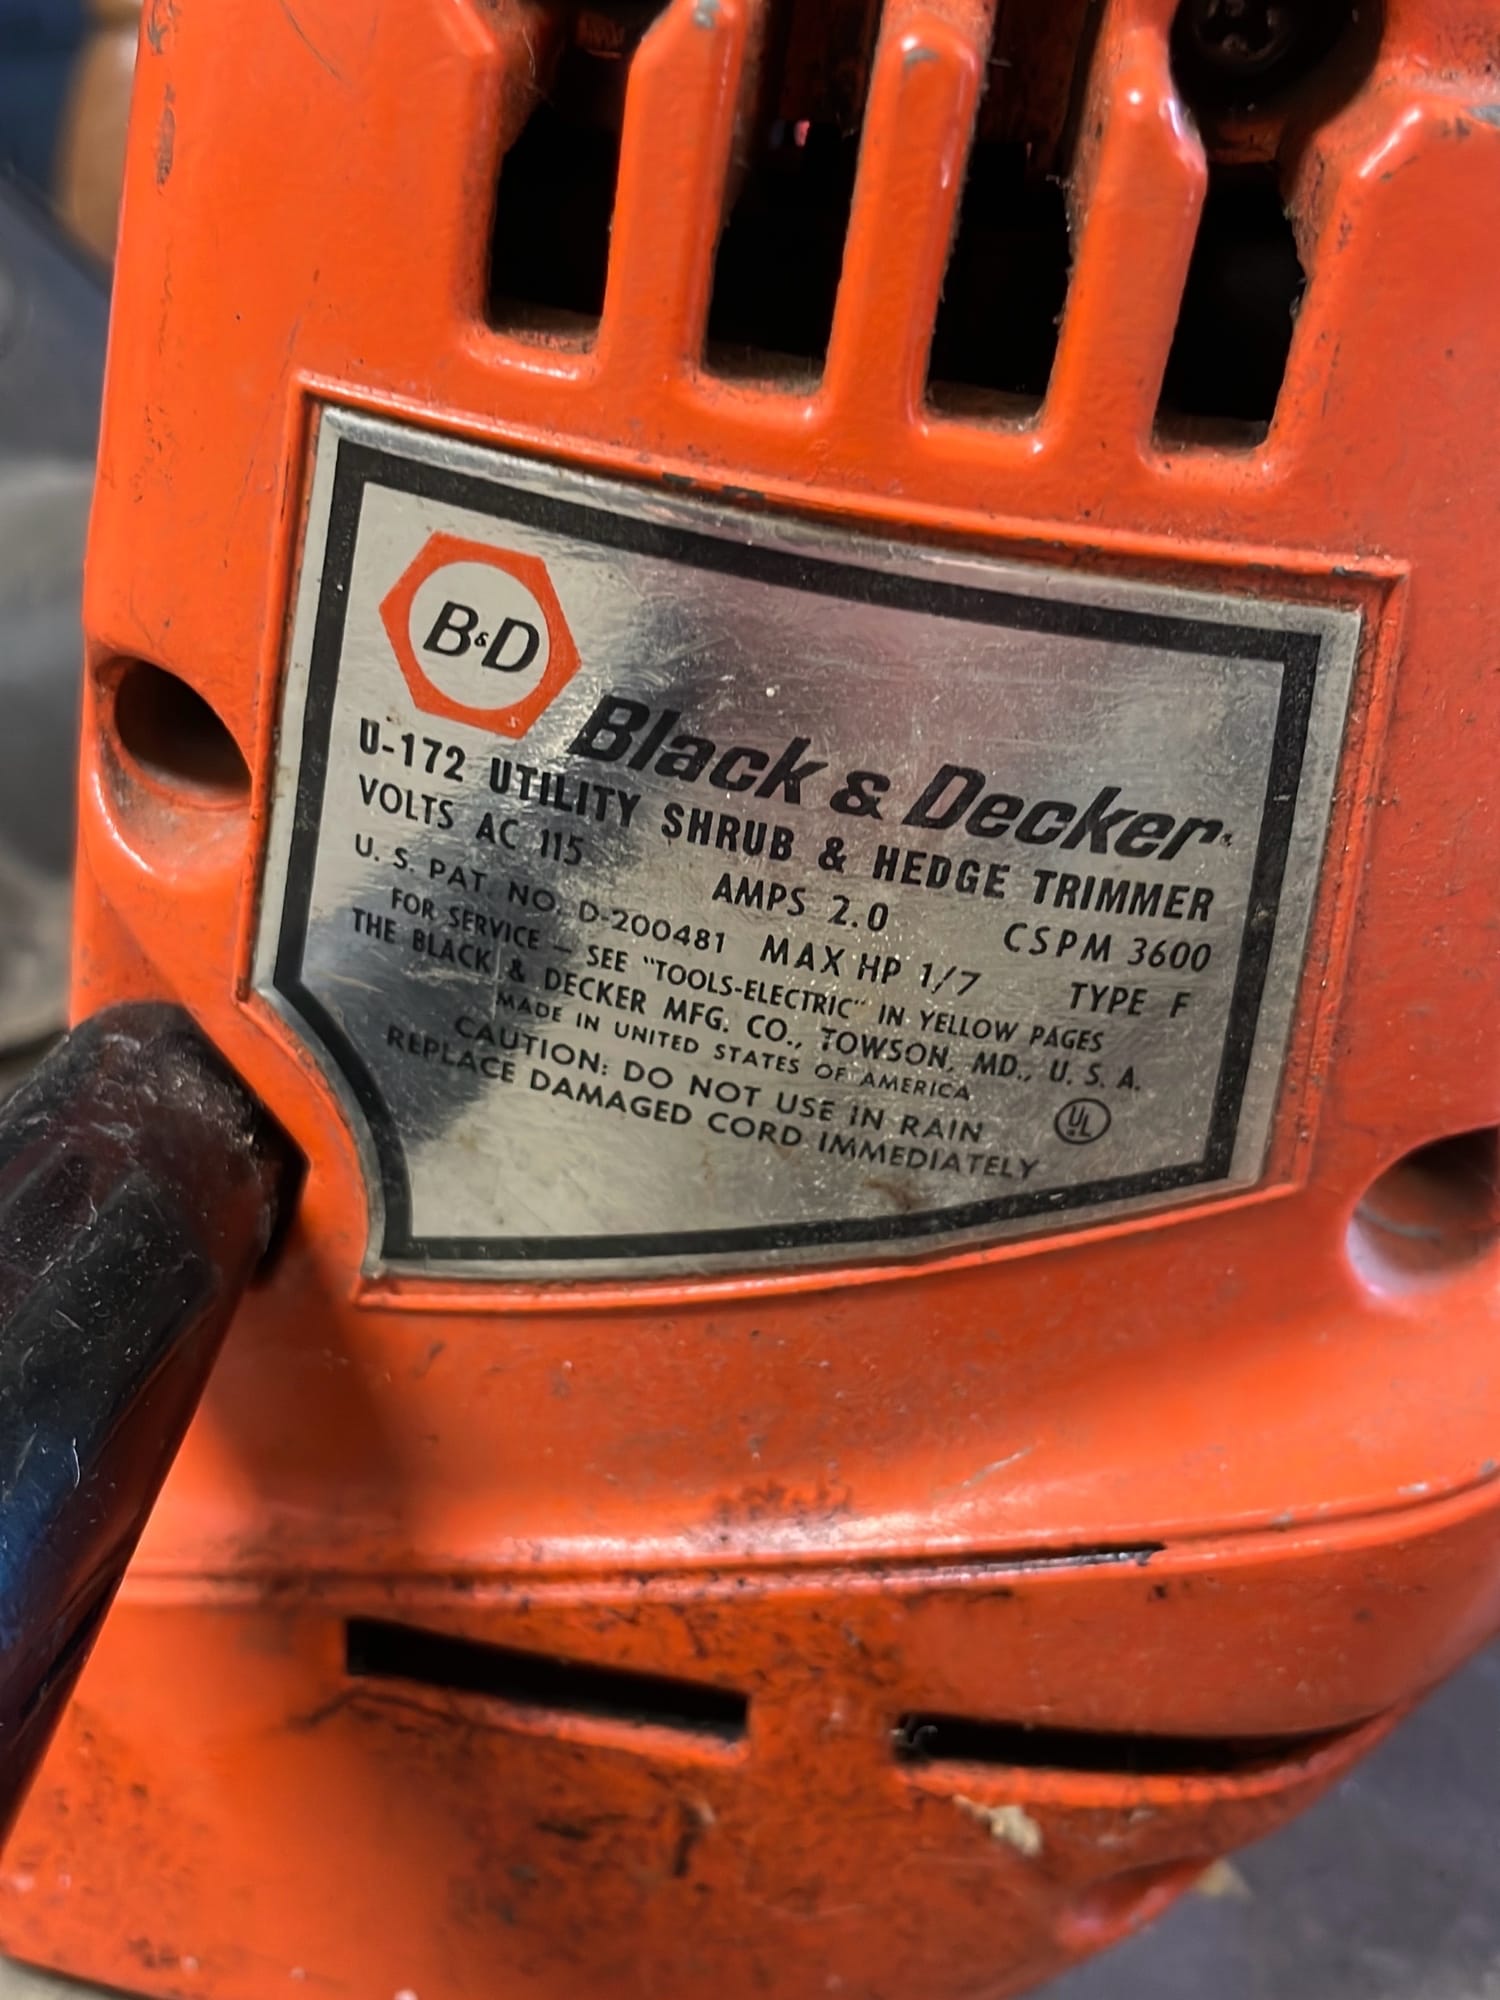 B&D
Black & Decker
U-172 UTILITY SHRUB & HEDGE TRIMMER
VOLTS AC 115 AMPS 2.0 CSPM 3600
U. S. PAT. NO. D-200481 MAX HP 1/7 TYPE F
FOR SERVICE — SEE "TOOLS-ELECTRIC" IN YELLOW PAGES
THE BLACK & DECKER MFG. CO., TOWSON, MD., U. S. A.
MADE IN UNITED STATES OF AMERICA
CAUTION: DO NOT USE IN RAIN
REPLACE DAMAGED CORD IMMEDIATELY
UL